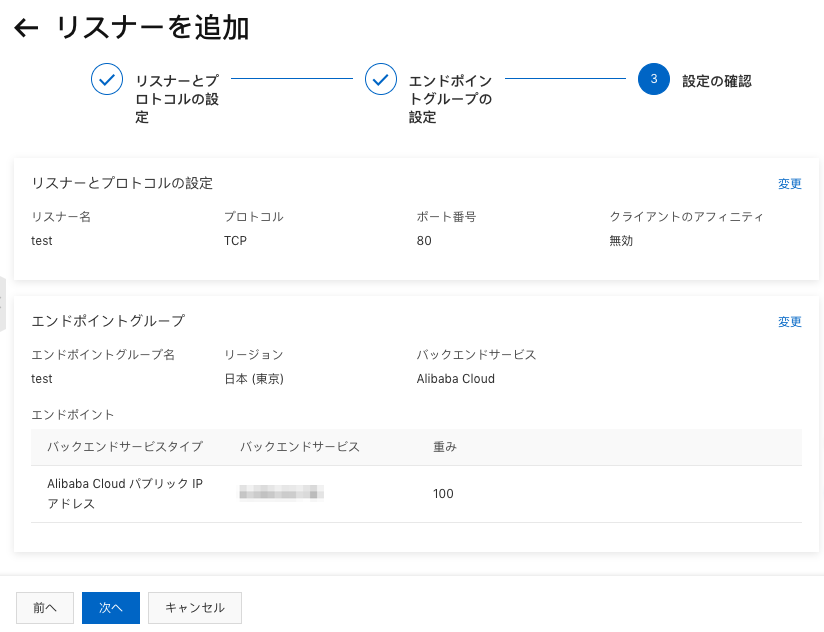 ← リスナーを追加
リスナーとプ
ロトコルの設
定
エンドポイン
トグループの
設定
3 設定の確認
リスナーとプロトコルの設定 変更
リスナー名 プロトコル ポート番号 クライアントのアフィニティ
test TCP 80 無効
エンドポイントグループ 変更
エンドポイントグループ名 リージョン バックエンドサービス
test 日本 (東京) Alibaba Cloud
エンドポイント
バックエンドサービスタイプ バックエンドサービス 重み
Alibaba Cloud パブリック IP
アドレス
100
前へ 次へ キャンセル